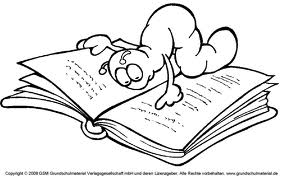 Copyright © 2009 GSM Grundschulmaterial Verlagsgesellschaft mbH und deren Lizenzgeber. Alle Rechte vorbehalten. www.grundschulmaterial.de